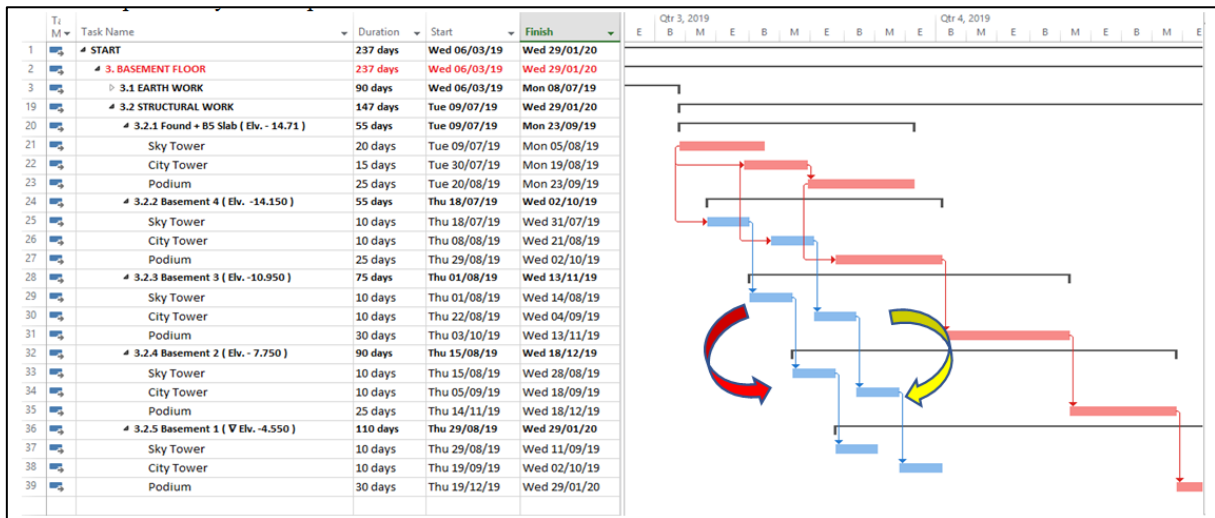 Qtr 3, 2019 Qtr 4, 2019
Task Name Duration Start Finish E B M E B M E B M E B M E B M E B M E
1 START 237 days Wed 06/03/19 Wed 29/01/20
2 3. BASEMENT FLOOR 237 days Wed 06/03/19 Wed 29/01/20
3 3.1 EARTH WORK 90 days Wed 06/03/19 Mon 08/07/19
19 3.2 STRUCTURAL WORK 147 days Tue 09/07/19 Wed 29/01/20
20 3.2.1 Found + B5 Slab ( Elv. - 14.71 ) 55 days Tue 09/07/19 Mon 23/09/19
21 Sky Tower 20 days Tue 09/07/19 Mon 05/08/19
22 City Tower 15 days Tue 30/07/19 Mon 19/08/19
23 Podium 25 days Tue 20/08/19 Mon 23/09/19
24 3.2.2 Basement 4 ( Elv. -14.150 ) 55 days Thu 18/07/19 Wed 02/10/19
25 Sky Tower 10 days Thu 18/07/19 Wed 31/07/19
26 City Tower 10 days Thu 08/08/19 Wed 21/08/19
27 Podium 25 days Thu 29/08/19 Wed 02/10/19
28 3.2.3 Basement 3 ( Elv. -10.950 ) 75 days Thu 01/08/19 Wed 13/11/19
29 Sky Tower 10 days Thu 01/08/19 Wed 14/08/19
30 City Tower 10 days Thu 22/08/19 Wed 04/09/19
31 Podium 30 days Thu 03/10/19 Wed 13/11/19
32 3.2.4 Basement 2 ( Elv. - 7.750 ) 90 days Thu 15/08/19 Wed 18/12/19
33 Sky Tower 10 days Thu 15/08/19 Wed 28/08/19
34 City Tower 10 days Thu 05/09/19 Wed 18/09/19
35 Podium 25 days Thu 14/11/19 Wed 18/12/19
36 3.2.5 Basement 1 ( ∇ Elv. -4.550 ) 110 days Thu 29/08/19 Wed 29/01/20
37 Sky Tower 10 days Thu 29/08/19 Wed 11/09/19
38 City Tower 10 days Thu 19/09/19 Wed 02/10/19
39 Podium 30 days Thu 19/12/19 Wed 29/01/20